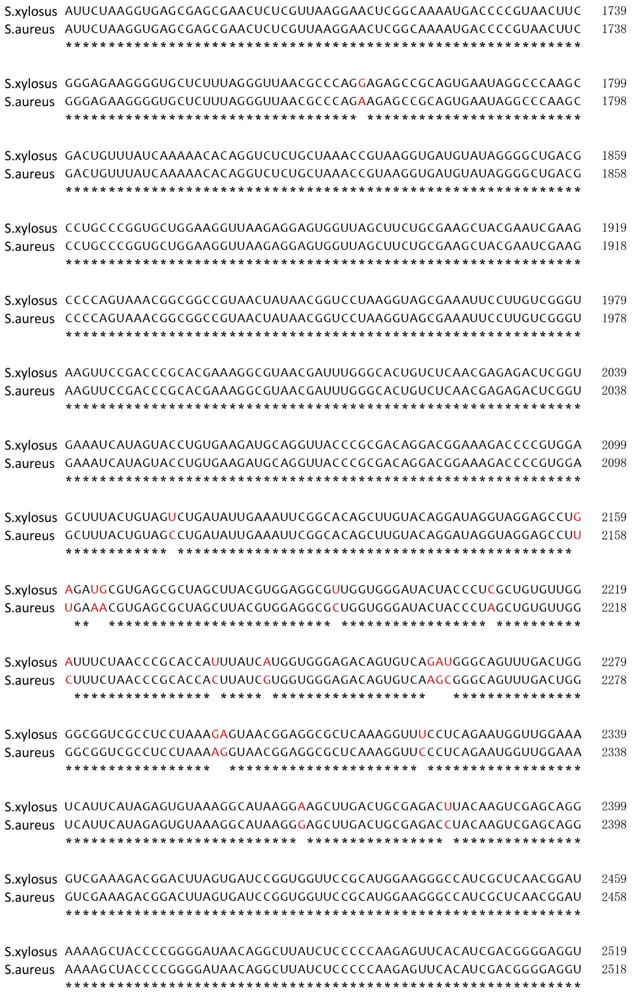 S.xylosus AUUCUAAGGUGAGCGAGCGAACUCUCGUUAAGGAACUCGGCAAAAUGACCCCGUAACUUC 1739
S.aureus AUUCUAAGGUGAGCGAGCGAACUCUCGUUAAGGAACUCGGCAAAAUGACCCCGUAACUUC 1738
************************************************************
S.xylosus GGGAGAAGGGGUGCUCUUUAGGGUUAACGCCCAGGAGAGCCGCAGUGAAUAGGCCCAAGC 1799
S.aureus GGGAGAAGGGGUGCUCUUUAGGGUUAACGCCCAGAAGAGCCGCAGUGAAUAGGCCCAAGC 1798
********************************** *************************
S.xylosus GACUGUUUAUCAAAAACACAGGUCUCUGCUAAACCGUAAGGUGAUGUAUAGGGGCUGACG 1859
S.aureus GACUGUUUAUCAAAAACACAGGUCUCUGCUAAACCGUAAGGUGAUGUAUAGGGGCUGACG 1858
************************************************************
S.xylosus CCUGCCCGGUGCUGGAAGGUUAAGAGGAGUGGUUAGCUUCUGCGAAGCUACGAAUCGAAG 1919
S.aureus CCUGCCCGGUGCUGGAAGGUUAAGAGGAGUGGUUAGCUUCUGCGAAGCUACGAAUCGAAG 1918
************************************************************
S.xylosus CCCCAGUAAACGGCGGCCGUAACUAUAACGGUCCUAAGGUAGCGAAAUUCCUUGUCGGGU 1979
S.aureus CCCCAGUAAACGGCGGCCGUAACUAUAACGGUCCUAAGGUAGCGAAAUUCCUUGUCGGGU 1978
************************************************************
S.xylosus AAGUUCCGACCCGCACGAAAGGCGUAACGAUUUGGGCACUGUCUCAACGAGAGACUCGGU 2039
S.aureus AAGUUCCGACCCGCACGAAAGGCGUAACGAUUUGGGCACUGUCUCAACGAGAGACUCGGU 2038
************************************************************
S.xylosus GAAAUCAUAGUACCUGUGAAGAUGCAGGUUACCCGCGACAGGACGGAAAGACCCCGUGGA 2099
S.aureus GAAAUCAUAGUACCUGUGAAGAUGCAGGUUACCCGCGACAGGACGGAAAGACCCCGUGGA 2098
************************************************************
S.xylosus GCUUUACUGUAGUCUGAUAUUGAAAUUCGGCACAGCUUGUACAGGAUAGGUAGGAGCCUG 2159
S.aureus GCUUUACUGUAGCCUGAUAUUGAAAUUCGGCACAGCUUGUACAGGAUAGGUAGGAGCCUU 2158
************ **********************************************
S.xylosus AGAUGCGUGAGCGCUAGCUUACGUGGAGGCGUUGGUGGGAUACUACCCUCGCUGUGUUGG 2219
S.aureus UGAAACGUGAGCGCUAGCUUACGUGGAGGCGCUGGUGGGAUACUACCCUAGCUGUGUUGG 2218
**  ************************** ***************** **********
S.xylosus AUUUCUAACCCGCACCAUUUAUCAUGGUGGGAGACAGUGUCAGAUGGGCAGUUUGACUGG 2279
S.aureus CUUUCUAACCCGCACCACUUAUCGUGGUGGGAGACAGUGUCAAGCGGGCAGUUUGACUGG 2278
**************** ***** ******************   ***************
S.xylosus GGCGGUCGCCUCCUAAAGAGUAACGGAGGCGCUCAAAGGUUUCCUCAGAAUGGUUGGAAA 2339
S.aureus GGCGGUCGCCUCCUAAAAGGUAACGGAGGCGCUCAAAGGUUCCCUCAGAAUGGUUGGAAA 2338
*****************  ********************** ******************
S.xylosus UCAUUCAUAGAGUGUAAAGGCAUAAGGAAGCUUGACUGCGAGACUUACAAGUCGAGCAGG 2399
S.aureus UCAUUCAUAGAGUGUAAAGGCAUAAGGGAGCUUGACUGCGAGACCUACAAGUCGAGCAGG 2398
*************************** **************** ***************
S.xylosus GUCGAAAGACGGACUUAGUGAUCCGGUGGUUCCGCAUGGAAGGGCCAUCGCUCAACGGAU 2459
S.aureus GUCGAAAGACGGACUUAGUGAUCCGGUGGUUCCGCAUGGAAGGGCCAUCGCUCAACGGAU 2458
************************************************************
S.xylosus AAAAGCUACCCCGGGGAUAACAGGCUUAUCUCCCCCAAGAGUUCACAUCGACGGGGAGGU 2519
S.aureus AAAAGCUACCCCGGGGAUAACAGGCUUAUCUCCCCCAAGAGUUCACAUCGACGGGGAGGU 2518
************************************************************